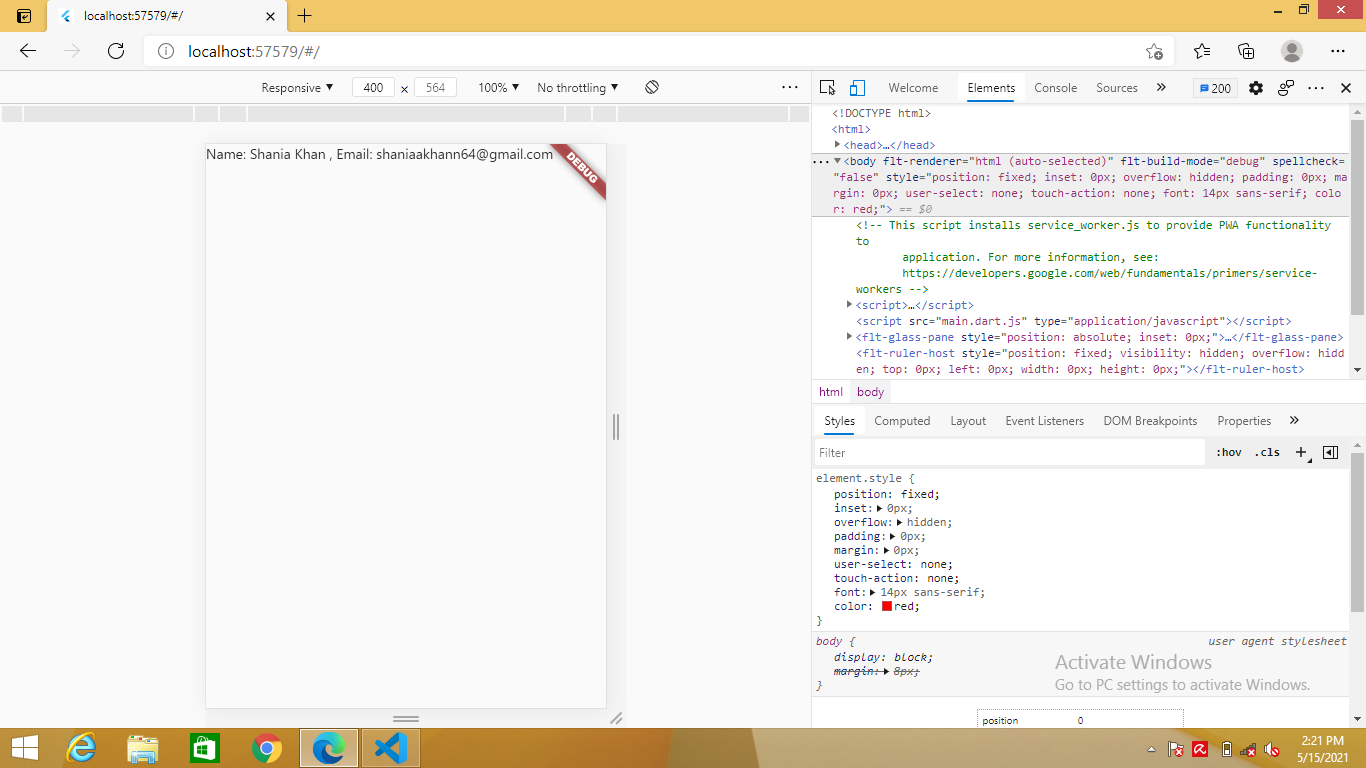 localhost:57579/#/
localhost:57579/#/
Responsive ▼ 400 × 564 100% ▼ No throttling ▼
Welcome Elements Console Sources » 200
Name: Shania Khan , Email: shaniaakhann64@gmail.com
DEBUG
<!DOCTYPE html>
<html>
<head>…</head>
<body flt-renderer="html (auto-selected)" flt-build-mode="debug" spellcheck=
"false" style="position: fixed; inset: 0px; overflow: hidden; padding: 0px; ma
rgin: 0px; user-select: none; touch-action: none; font: 14px sans-serif; colo
r: red;"> == $0
<!-- This script installs service_worker.js to provide PWA functionality
to
application. For more information, see:
https://developers.google.com/web/fundamentals/primers/service-
workers -->
<script>…</script>
<script src="main.dart.js" type="application/javascript"></script>
<flt-glass-pane style="position: absolute; inset: 0px;">…</flt-glass-pane>
<flt-ruler-host style="position: fixed; visibility: hidden; overflow: hidd
en; top: 0px; left: 0px; width: 0px; height: 0px;"></flt-ruler-host>
html body
Styles Computed Layout Event Listeners DOM Breakpoints Properties »
Filter :hov .cls +
element.style {
position: fixed;
inset: 0px;
overflow: hidden;
padding: 0px;
margin: 0px;
user-select: none;
touch-action: none;
font: 14px sans-serif;
color: red;
}
body { user agent stylesheet
display: block;
margin: 8px;
}
Activate Windows
Go to PC settings to activate Windows.
position 0
2:21 PM
5/15/2021